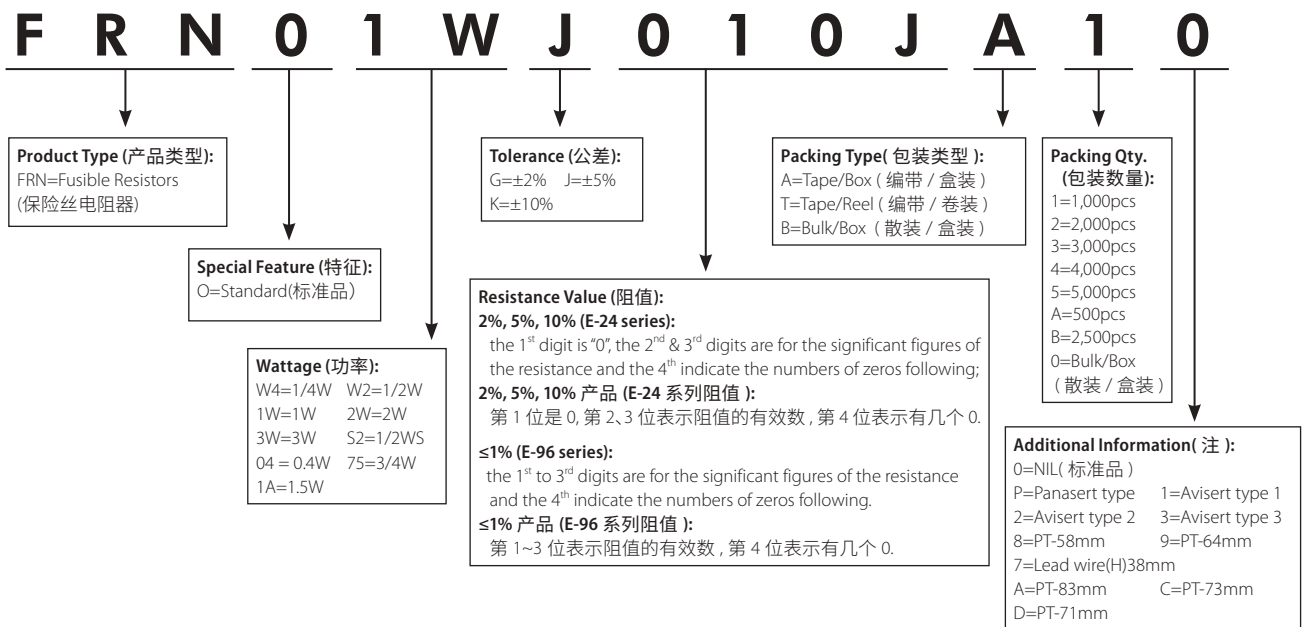 F R N 0 1 W J 0 1 0 J A 1 0
Product Type (产品类型):
FRN=Fusible Resistors
(保险丝电阻器)
Special Feature (特征):
O=Standard(标准品)
Wattage (功率):
W4=1/4W W2=1/2W
1W=1W 2W=2W
3W=3W S2=1/2WS
04 = 0.4W 75=3/4W
1A=1.5W
Tolerance (公差):
G=±2% J=±5%
K=±10%
Resistance Value (阻值):
2%, 5%, 10% (E-24 series):
the 1st digit is "0", the 2nd & 3rd digits are for the significant figures of
the resistance and the 4th indicate the numbers of zeros following;
2%, 5%, 10% 产品 (E-24 系列阻值 ):
第 1 位是 0, 第 2、3 位表示阻值的有效数 , 第 4 位表示有几个 0.
≤1% (E-96 series):
the 1st to 3rd digits are for the significant figures of the resistance
and the 4th indicate the numbers of zeros following.
≤1% 产品 (E-96 系列阻值 ):
第 1~3 位表示阻值的有效数 , 第 4 位表示有几个 0.
Packing Type( 包装类型 ):
A=Tape/Box ( 编带 / 盒装 )
T=Tape/Reel ( 编带 / 卷装 )
B=Bulk/Box ( 散装 / 盒装 )
Packing Qty.
(包装数量):
1=1,000pcs
2=2,000pcs
3=3,000pcs
4=4,000pcs
5=5,000pcs
A=500pcs
B=2,500pcs
0=Bulk/Box
( 散装 / 盒装 )
Additional Information( 注 ):
0=NIL( 标准品 )
P=Panasert type 1=Avisert type 1
2=Avisert type 2 3=Avisert type 3
8=PT-58mm 9=PT-64mm
7=Lead wire(H)38mm
A=PT-83mm C=PT-73mm
D=PT-71mm